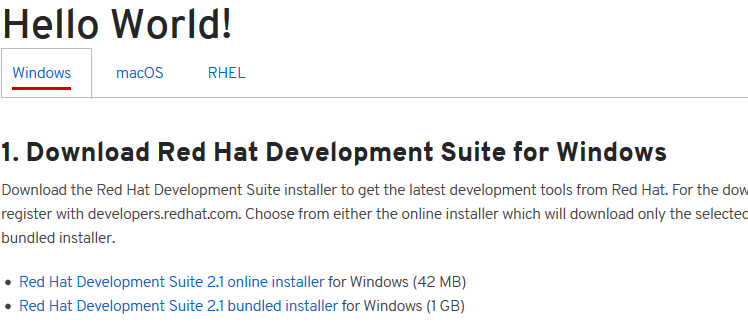 Hello World!
Windows macOS RHEL
1. Download Red Hat Development Suite for Windows
Download the Red Hat Development Suite installer to get the latest development tools from Red Hat. For the dow
register with developers.redhat.com. Choose from either the online installer which will download only the selected
bundled installer.
• Red Hat Development Suite 2.1 online installer for Windows (42 MB)
• Red Hat Development Suite 2.1 bundled installer for Windows (1 GB)